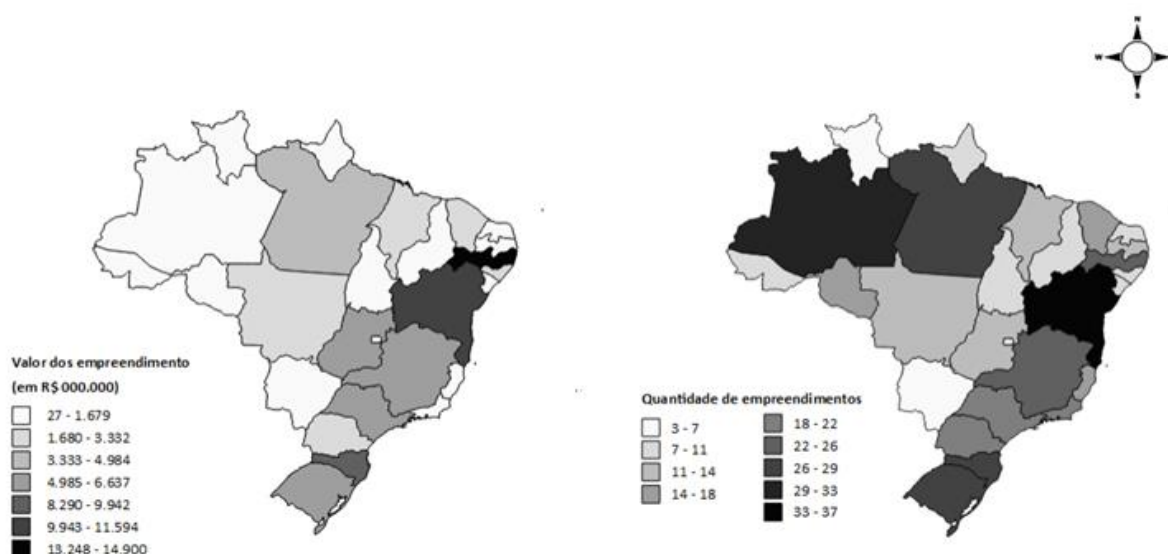 N
W
S
Valor dos empreendimento
(em R$ 000.000)
27 - 1.679
1.680 - 3.332
3.333 - 4.984
4.985 - 6.637
8.290 - 9.942
9.943 - 11.594
13.248 - 14.900
Quantidade de empreendimentos
3 - 7
7 - 11
11 - 14
14 - 18
18 - 22
22 - 26
26 - 29
29 - 33
33 - 37